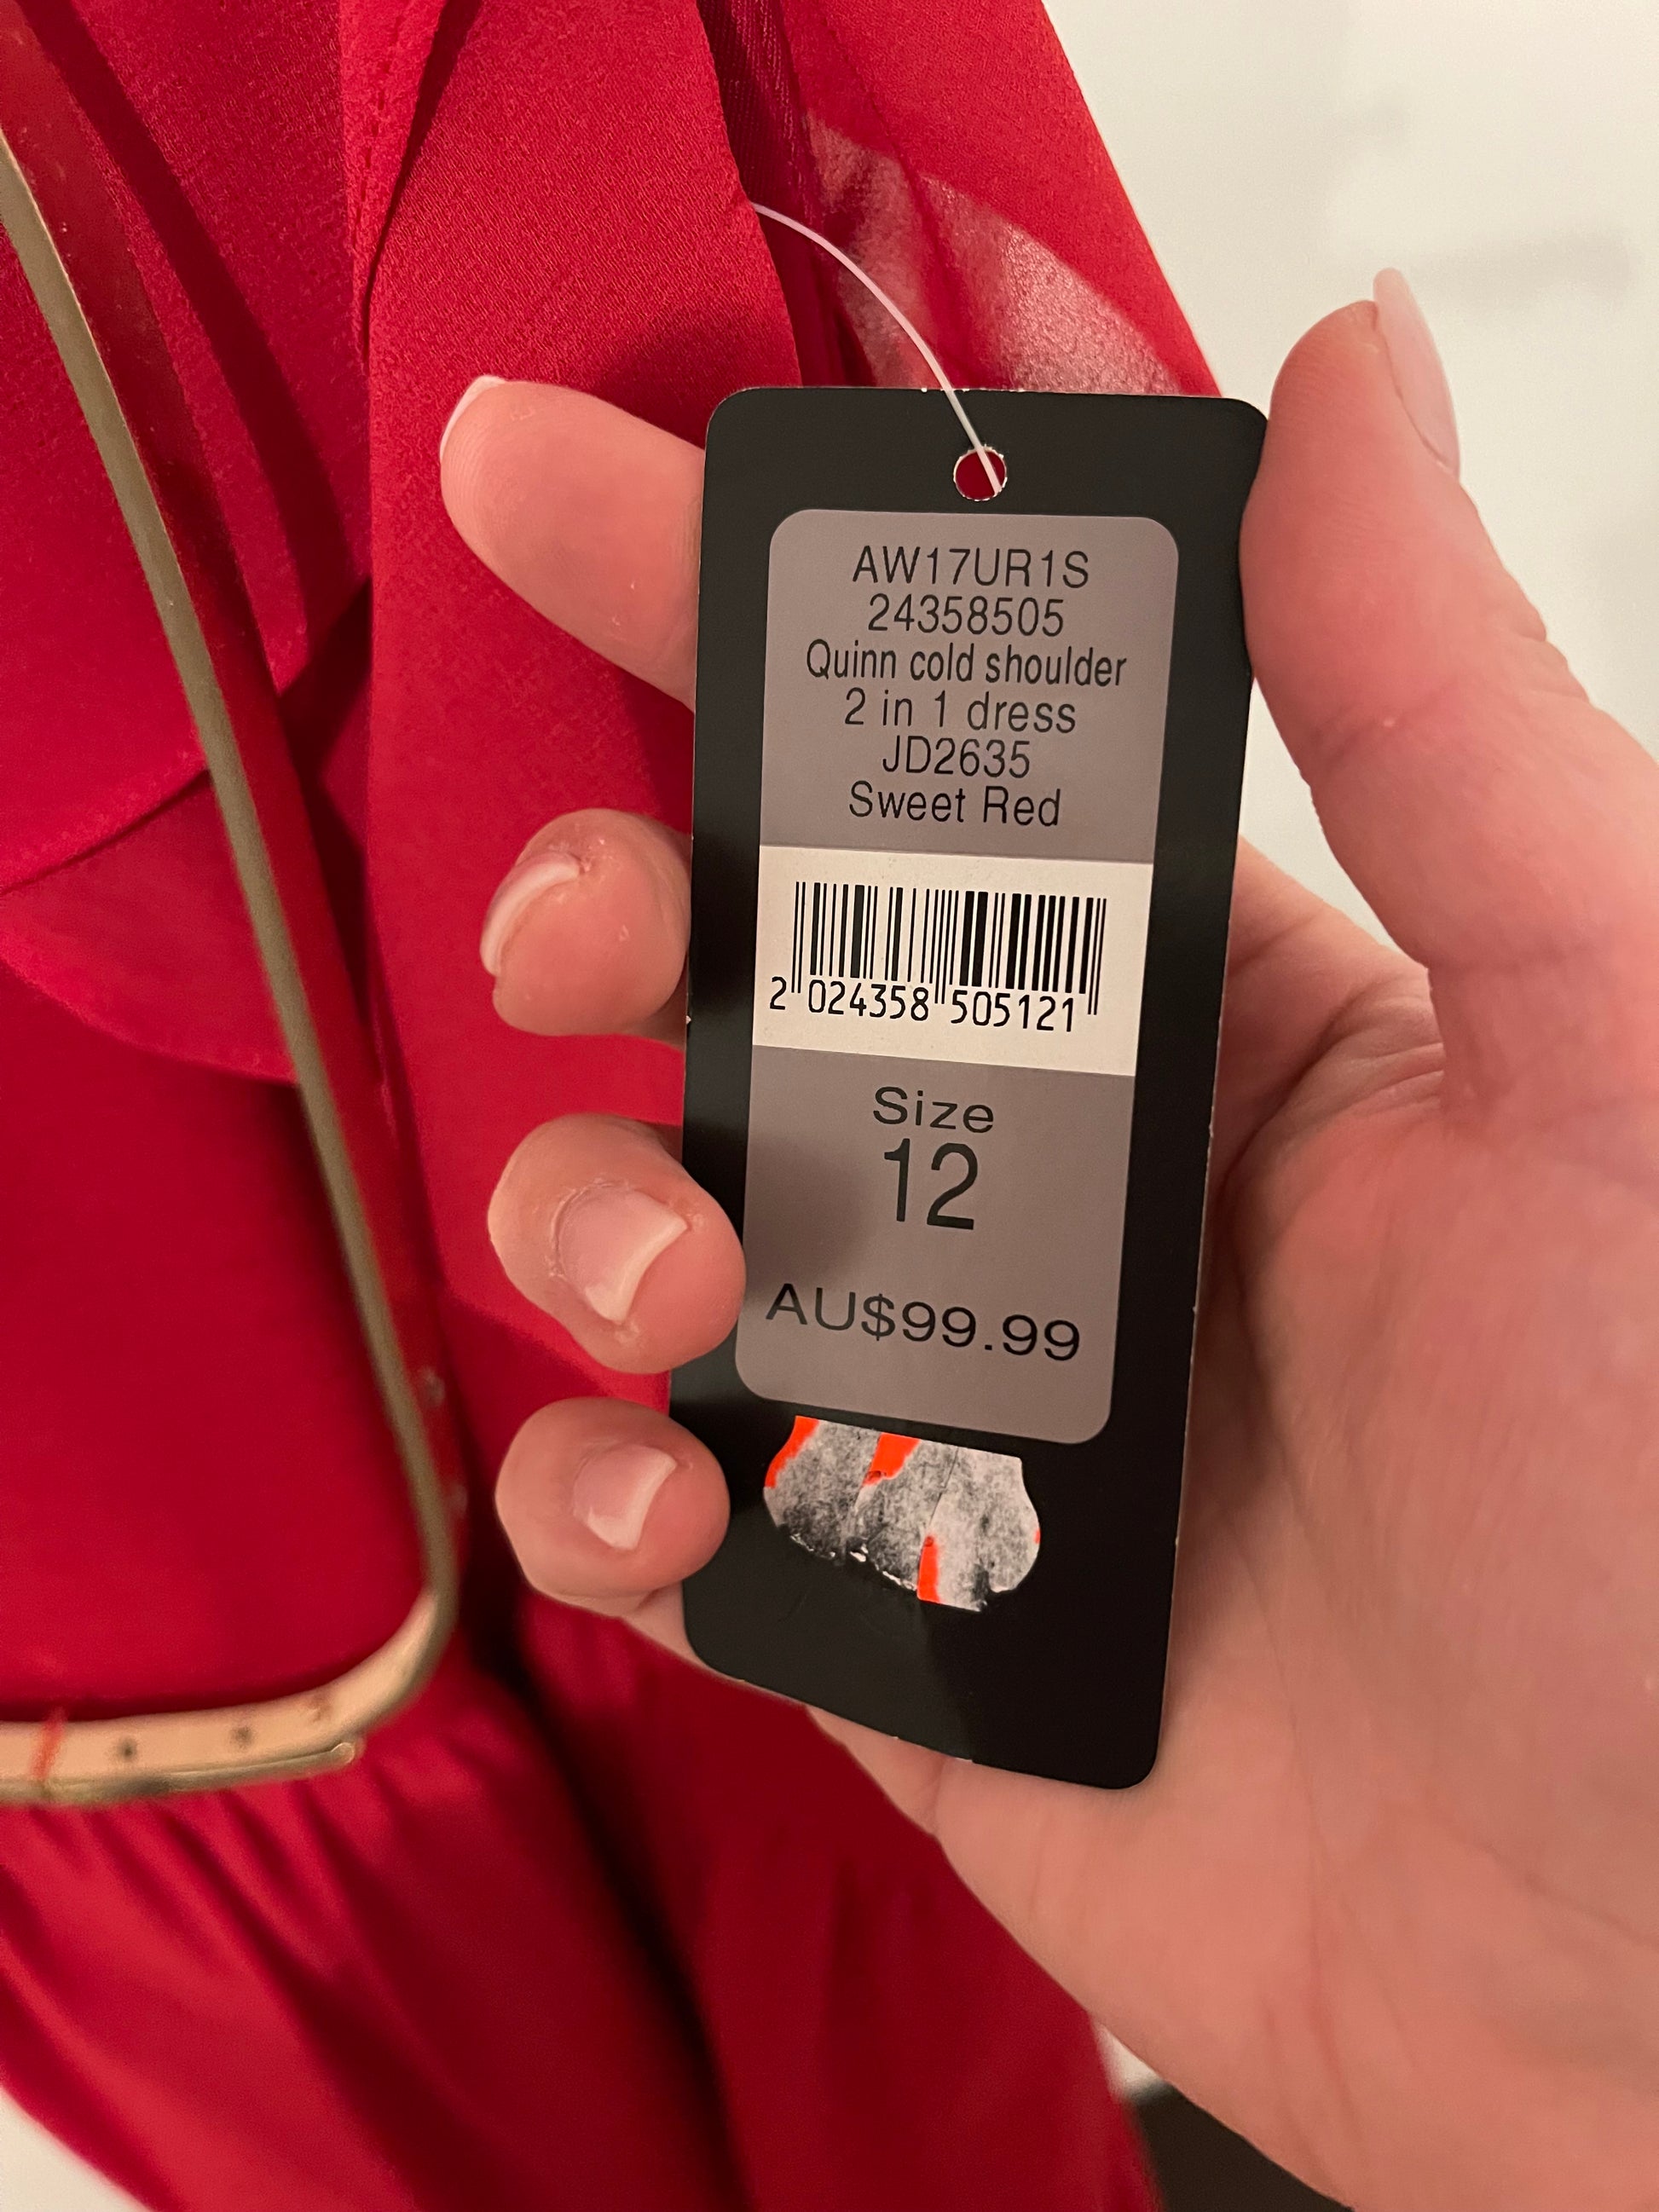 AW17UR1S
24358505
Quinn cold shoulder
2 in 1 dress
JD2635
Sweet Red
2 024358 505121
Size
12
AU$99.99